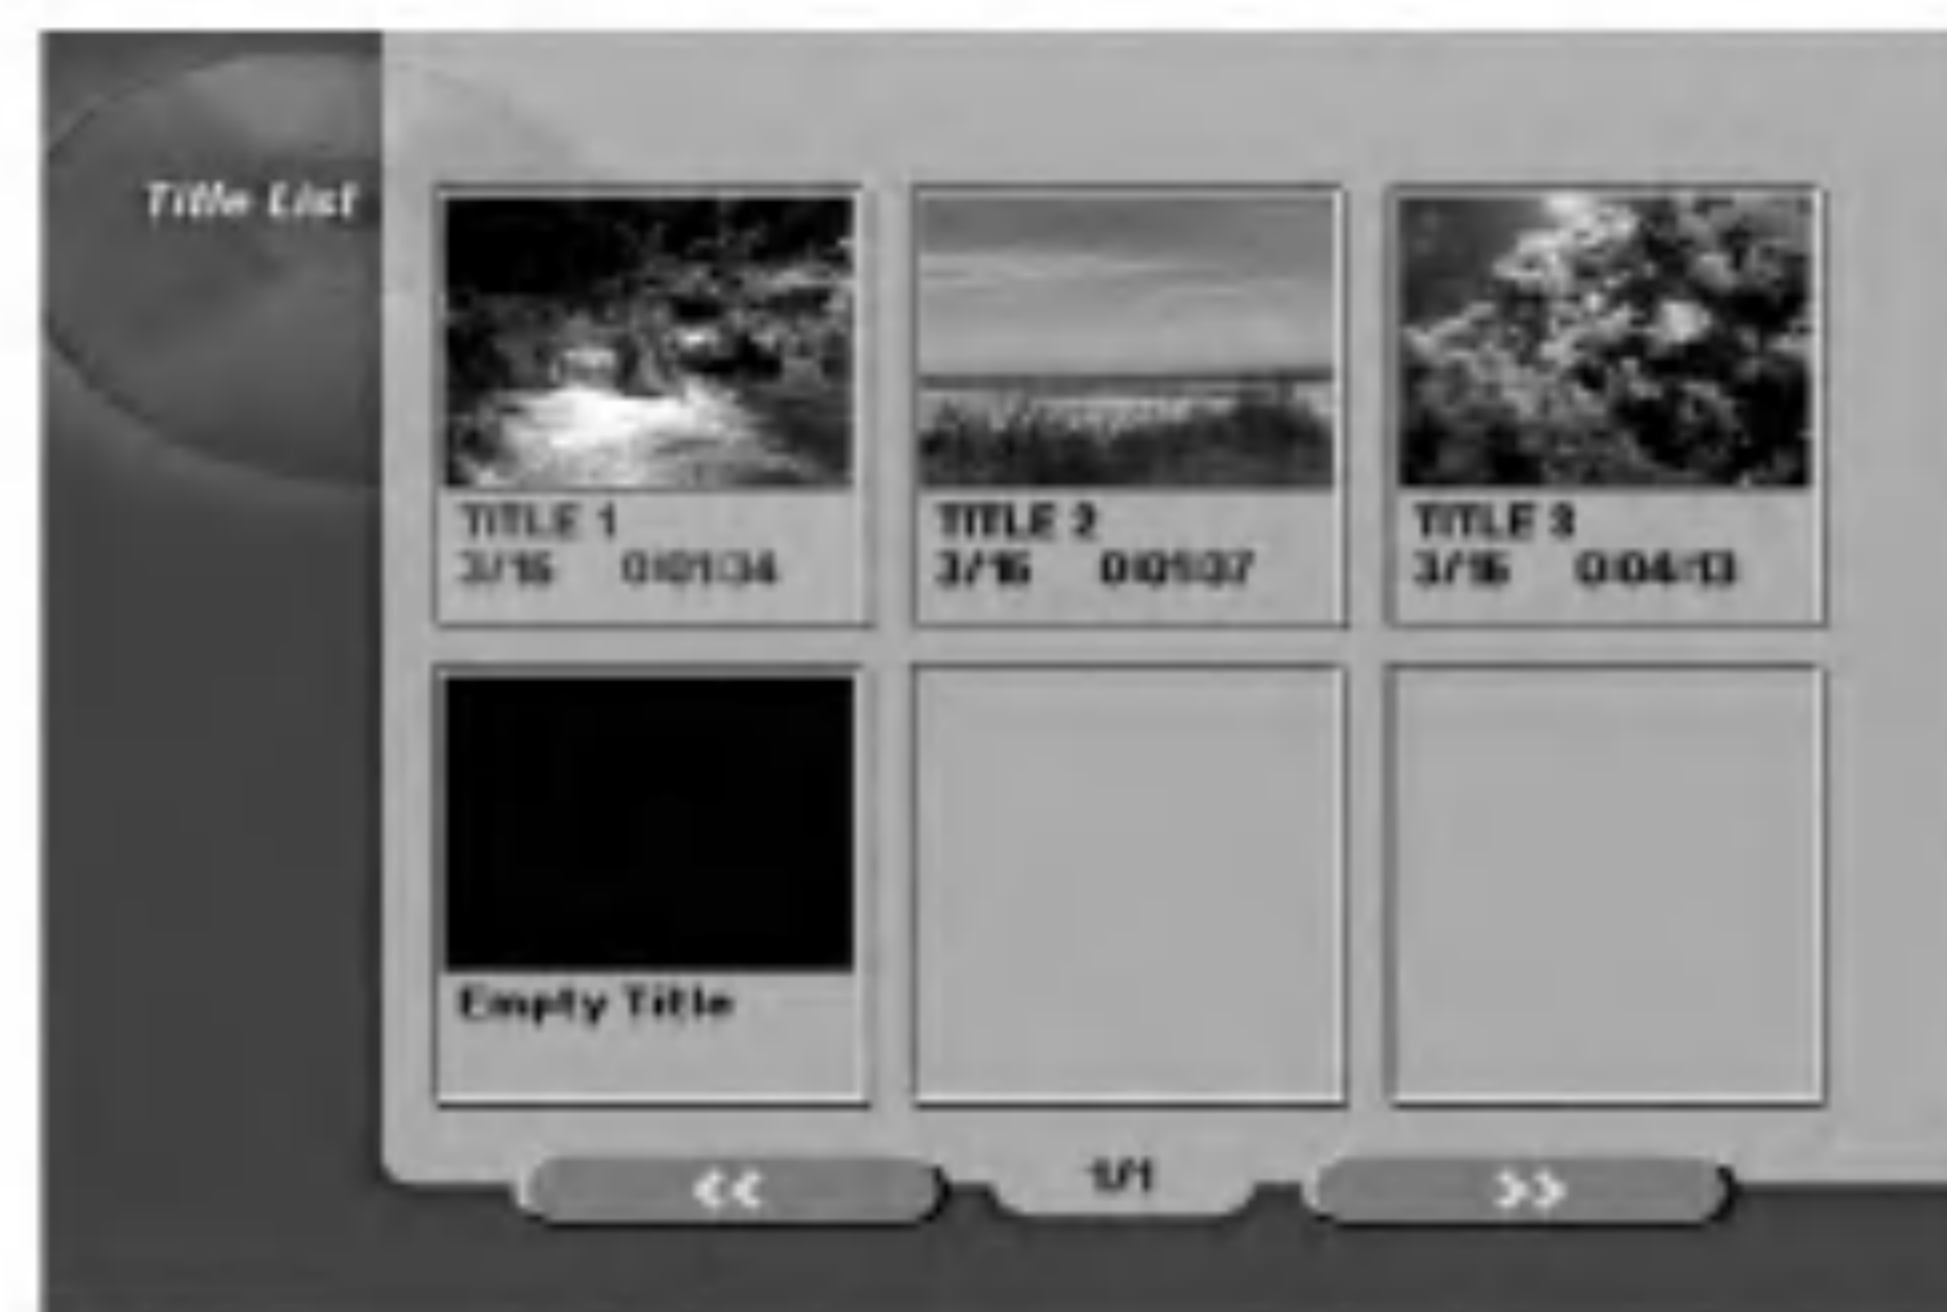 Title List
TITLE 1
3/16 0:01:34
TITLE 2
3/16 0:01:37
TITLE 3
3/16 0:04:13
Empty Title
<<
1/1
>>